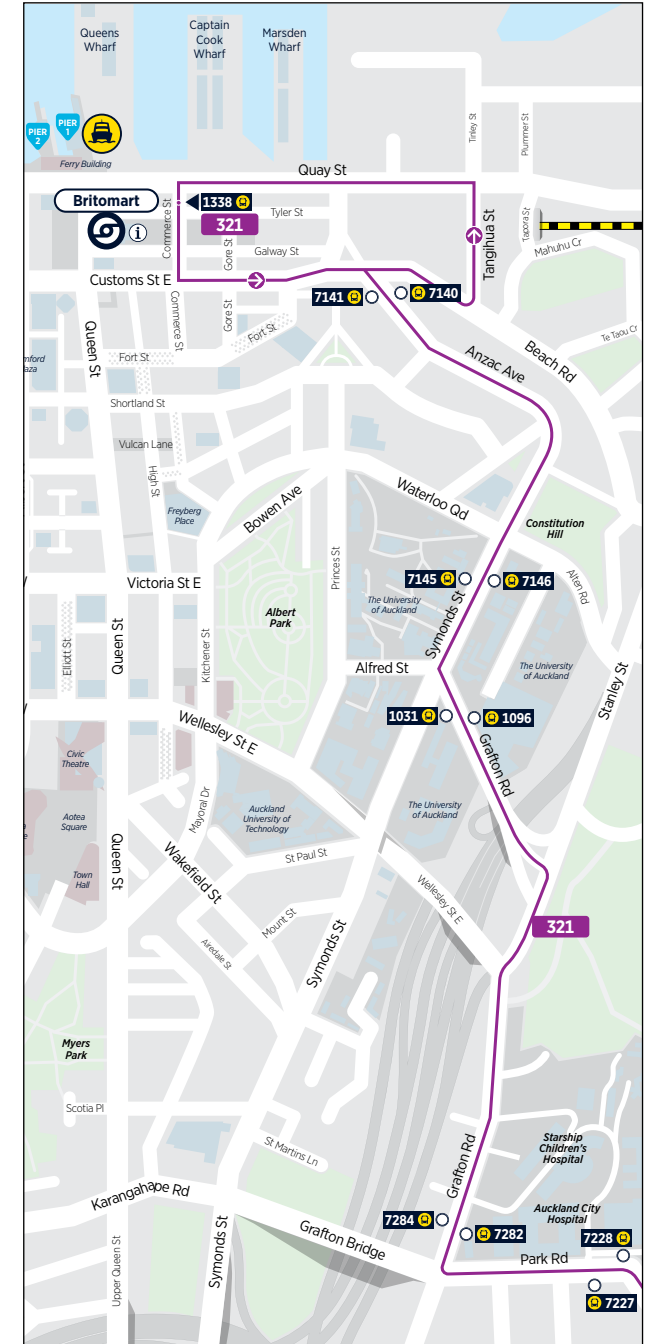 Queens
Wharf
Captain
Cook
Wharf
Marsden
Wharf
PIER
2
PIER
1
Ferry Building
Tinley St
Plummer St
Quay St
Britomart
i
Commerce St
1338
321
Tyler St
Gore St
Galway St
Tangihua St
Tapora St
Mahuhu Cr
Customs St E
7141
7140
Commerce St
Gore St
Fort St
Fort St
Queen St
Te Taou Cr
Beach Rd
Anzac Ave
Shortland St
Vulcan Lane
High St
Freyberg
Place
Bowen Ave
Waterloo Qd
Constitution
Hill
Princes St
Victoria St E
7145
7146
Alten Rd
The University
of Auckland
Albert
Park
Symonds St
Elliott St
Queen St
Kitchener St
Alfred St
The University
of Auckland
Stanley St
1031
1096
Wellesley St E
Grafton Rd
Civic
Theatre
Aotea
Square
Mayoral Dr
Auckland
University of
Technology
The University
of Auckland
Queen St
Wakefield St
St Paul St
Town
Hall
Wellesley St E
Mount St
Airedale St
Symonds St
321
Myers
Park
Scotia Pl
St Martins Ln
Grafton Rd
Starship
Children's
Hospital
Karangahape Rd
Auckland City
Hospital
7284
7282
7228
Upper Queen St
Symonds St
Grafton Bridge
Park Rd
7227